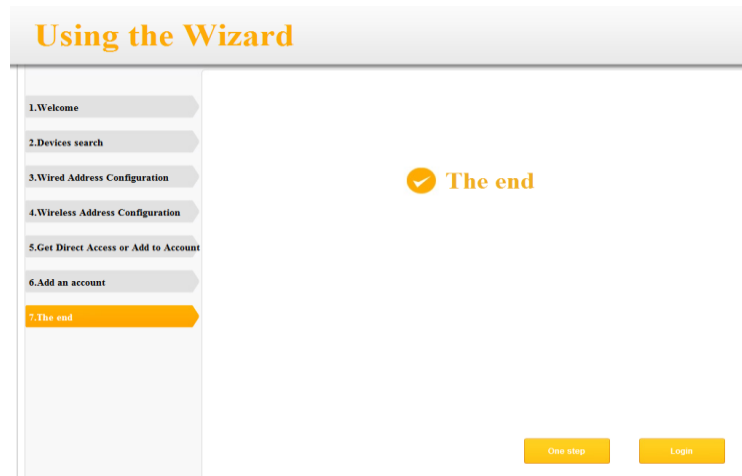 Using the Wizard
1.Welcome
2.Devices search
3.Wired Address Configuration
4.Wireless Address Configuration
5.Get Direct Access or Add to Account
6.Add an account
7.The end
The end
One step
Login